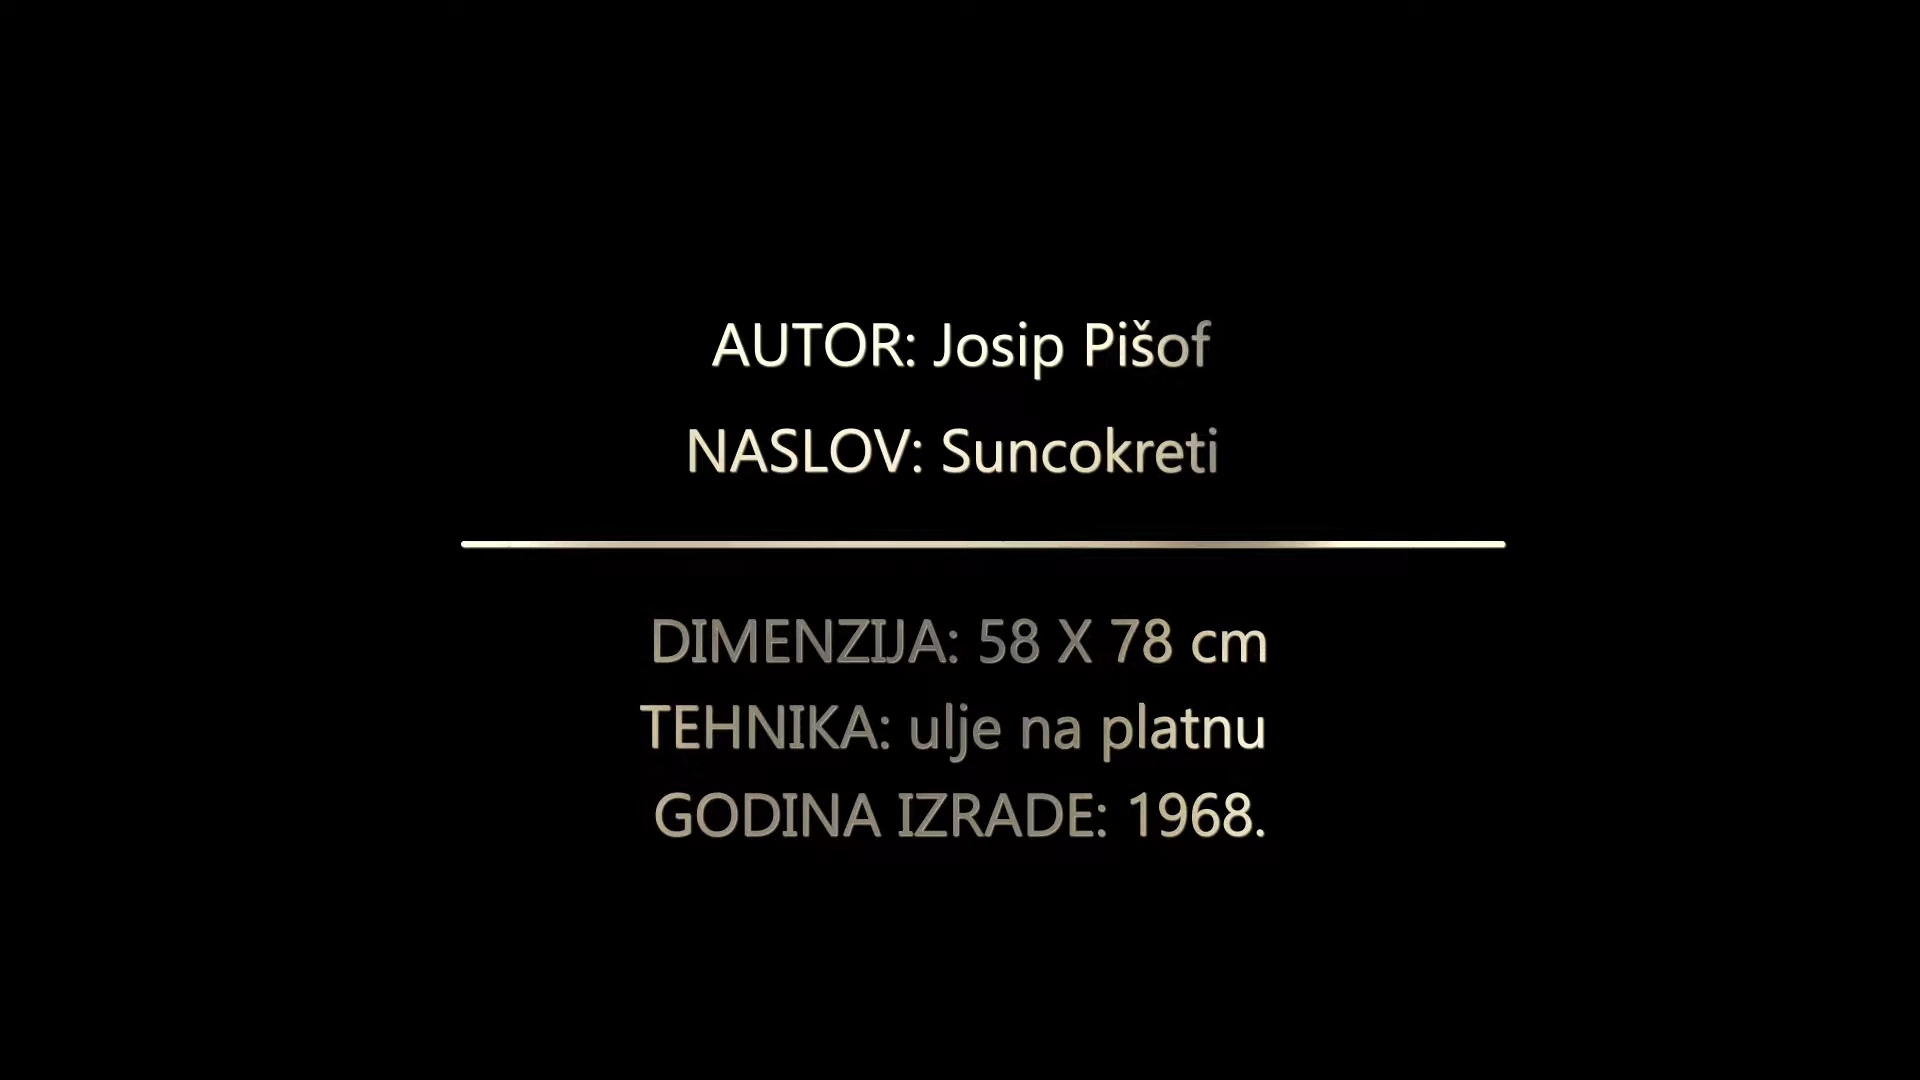 AUTOR: Josip Pišof
NASLOV: Suncokreti
DIMENZIJA: 58 X 78 cm
TEHNIKA: ulje na platnu
GODINA IZRADE: 1968.